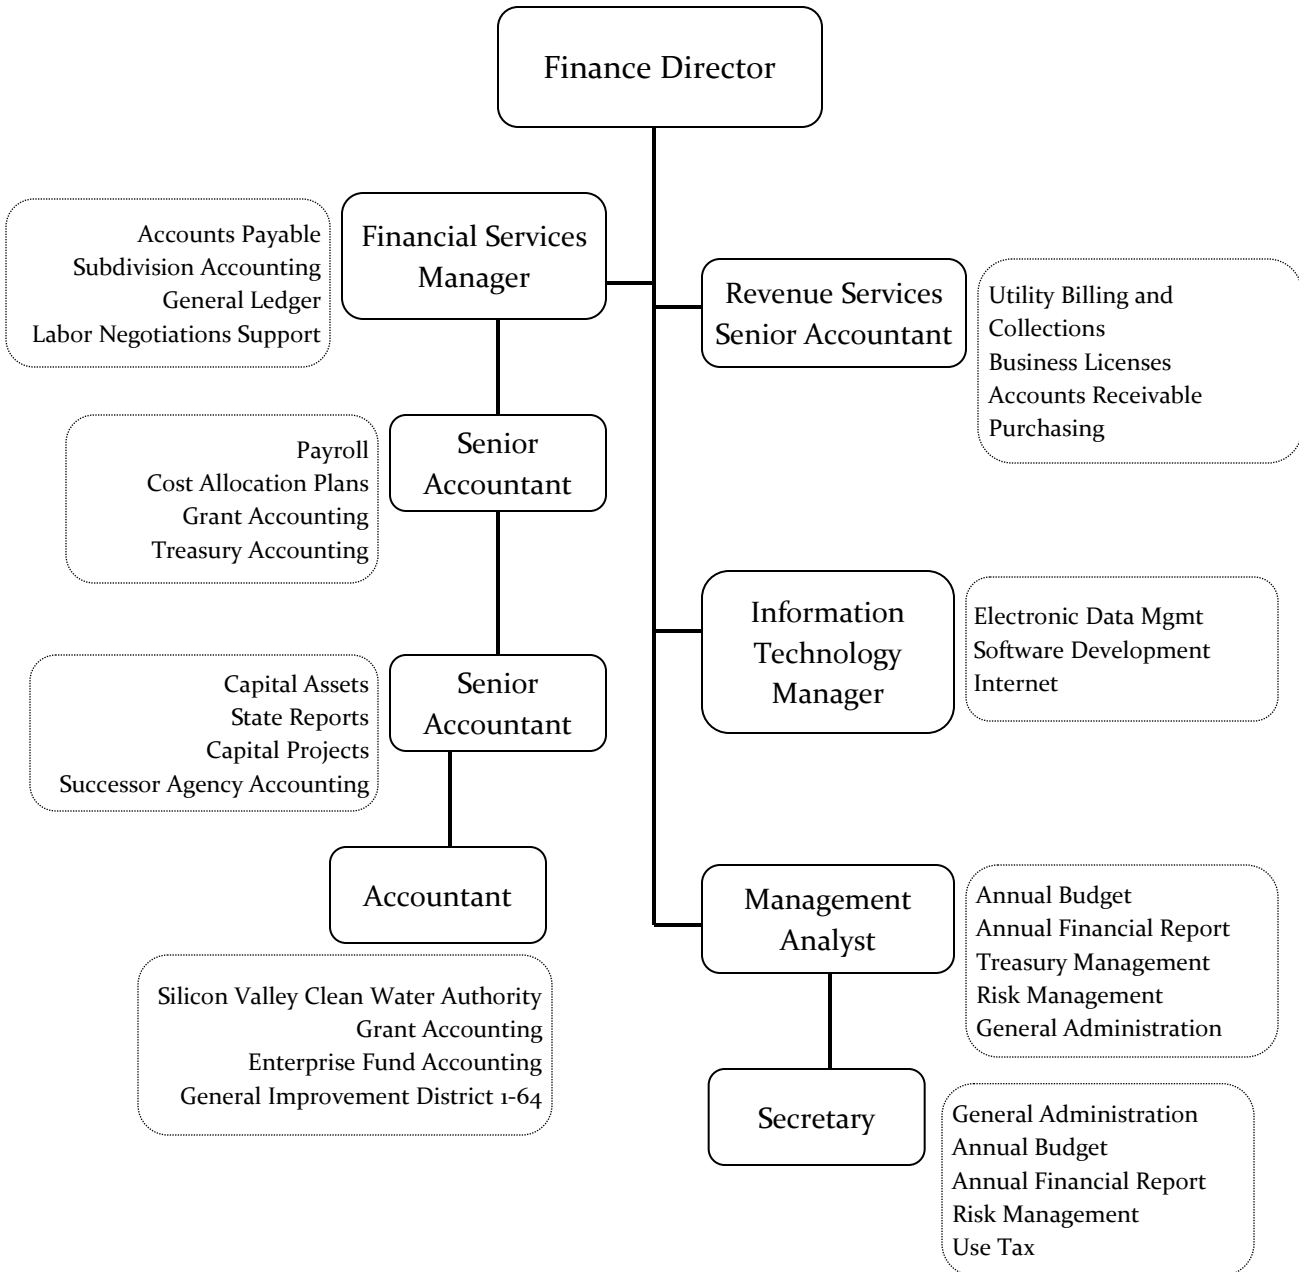 Finance Director
Accounts Payable
Subdivision Accounting
General Ledger
Labor Negotiations Support
Financial Services
Manager
Revenue Services
Senior Accountant
Utility Billing and
Collections
Business Licenses
Accounts Receivable
Purchasing
Payroll
Cost Allocation Plans
Grant Accounting
Treasury Accounting
Senior
Accountant
Information
Technology
Manager
Electronic Data Mgmt
Software Development
Internet
Capital Assets
State Reports
Capital Projects
Successor Agency Accounting
Senior
Accountant
Accountant
Silicon Valley Clean Water Authority
Grant Accounting
Enterprise Fund Accounting
General Improvement District 1-64
Management
Analyst
Annual Budget
Annual Financial Report
Treasury Management
Risk Management
General Administration
Secretary
General Administration
Annual Budget
Annual Financial Report
Risk Management
Use Tax